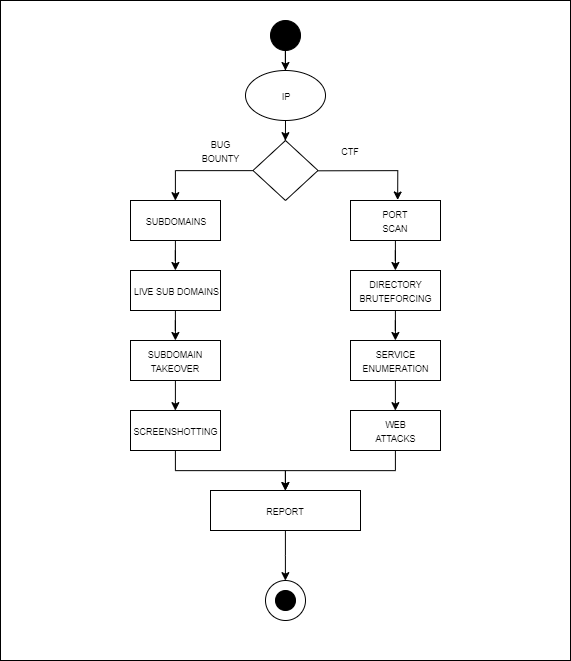 IP
BUG
BOUNTY
CTF
SUBDOMAINS
PORT
SCAN
LIVE SUB DOMAINS
DIRECTORY
BRUTEFORCING
SUBDOMAIN
TAKEOVER
SERVICE
ENUMERATION
SCREENSHOTTING
WEB
ATTACKS
REPORT